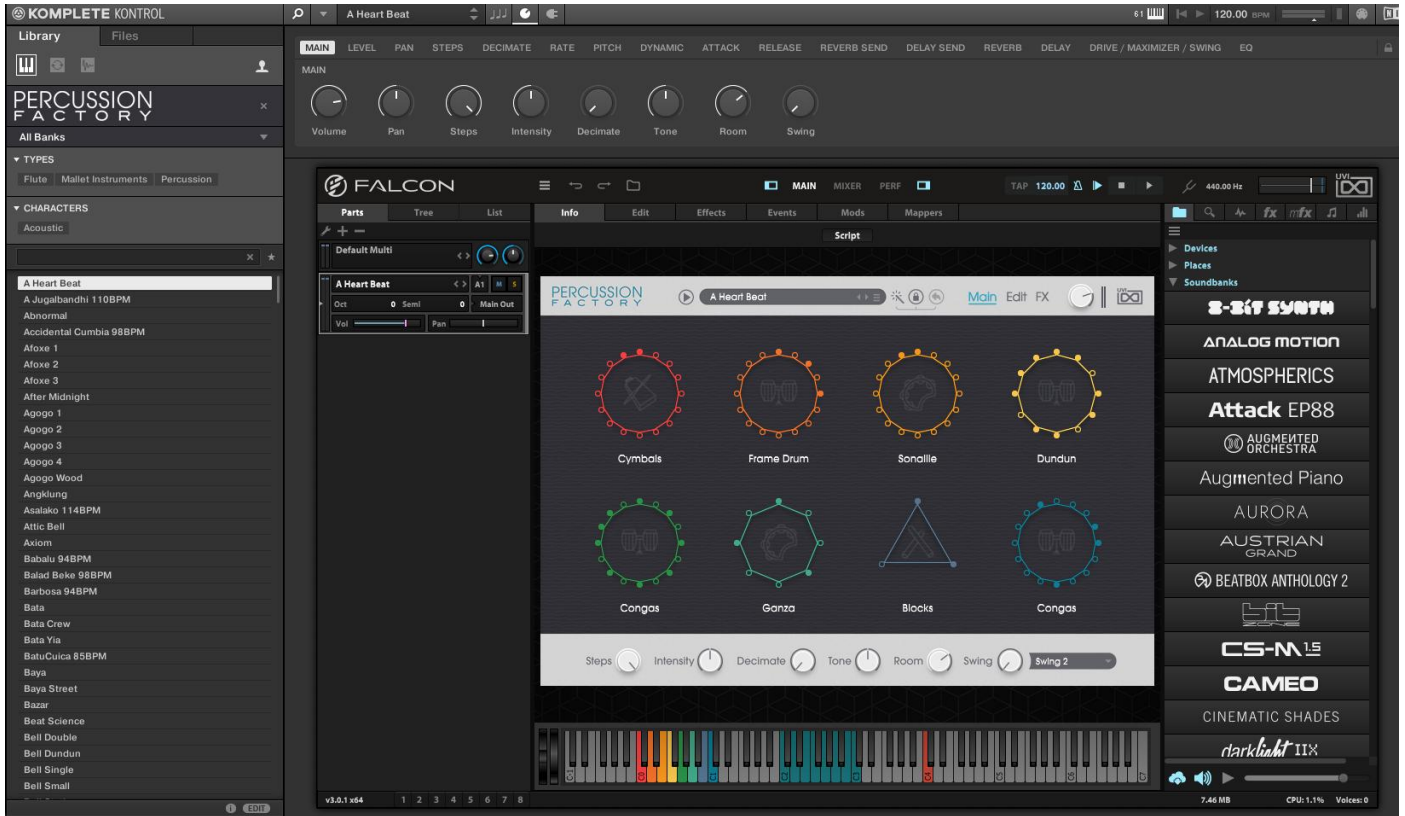 KOMPLETE KONTROL
A Heart Beat
61
120.00 BPM
Library Files
MAIN LEVEL PAN STEPS DECIMATE RATE PITCH DYNAMIC ATTACK RELEASE REVERB SEND DELAY SEND REVERB DELAY DRIVE / MAXIMIZER / SWING EQ
MAIN
Volume Pan Steps Intensity Decimate Tone Room Swing
PERCUSSION
FACTORY
All Banks
TYPES
Flute Mallet Instruments Percussion
CHARACTERS
Acoustic
A Heart Beat
A Jugalbandhi 110BPM
Abnormal
Accidental Cumbia 98BPM
Afoxe 1
Afoxe 2
Afoxe 3
After Midnight
Agogo 1
Agogo 2
Agogo 3
Agogo 4
Agogo Wood
Angklung
Asalako 114BPM
Attic Bell
Axiom
Babalu 94BPM
Balad Beke 98BPM
Barbosa 94BPM
Bata
Bata Crew
Bata Yia
BatuCuica 85BPM
Baya
Baya Street
Bazar
Beat Science
Bell Double
Bell Dundun
Bell Single
Bell Small
EDIT
FALCON
MAIN MIXER PERF
TAP 120.00
440.00 Hz
UVI
Parts Tree List
Info Edit Effects Events Mods Mappers
fx mfx
Script
Default Multi
A Heart Beat A1 M S
Oct 0 Semi 0 Main Out
Vol Pan
PERCUSSION
FACTORY
A Heart Beat
Main Edit FX
UVI
Cymbals Frame Drum Sonaille Dundun
Congas Ganza Blocks Congas
Steps Intensity Decimate Tone Room Swing Swing 2
Devices
Places
Soundbanks
8-Bit SYNTH
ANALOG MOTION
ATMOSPHERICS
Attack EP88
AUGMENTED
ORCHESTRA
Augmented Piano
AURORA
AUSTRIAN
GRAND
BEATBOX ANTHOLOGY 2
CS-M 1.5
CAMEO
CINEMATIC SHADES
darklight IIX
v3.0.1 x64
1 2 3 4 5 6 7 8
7.46 MB CPU: 1.1% Voices: 0